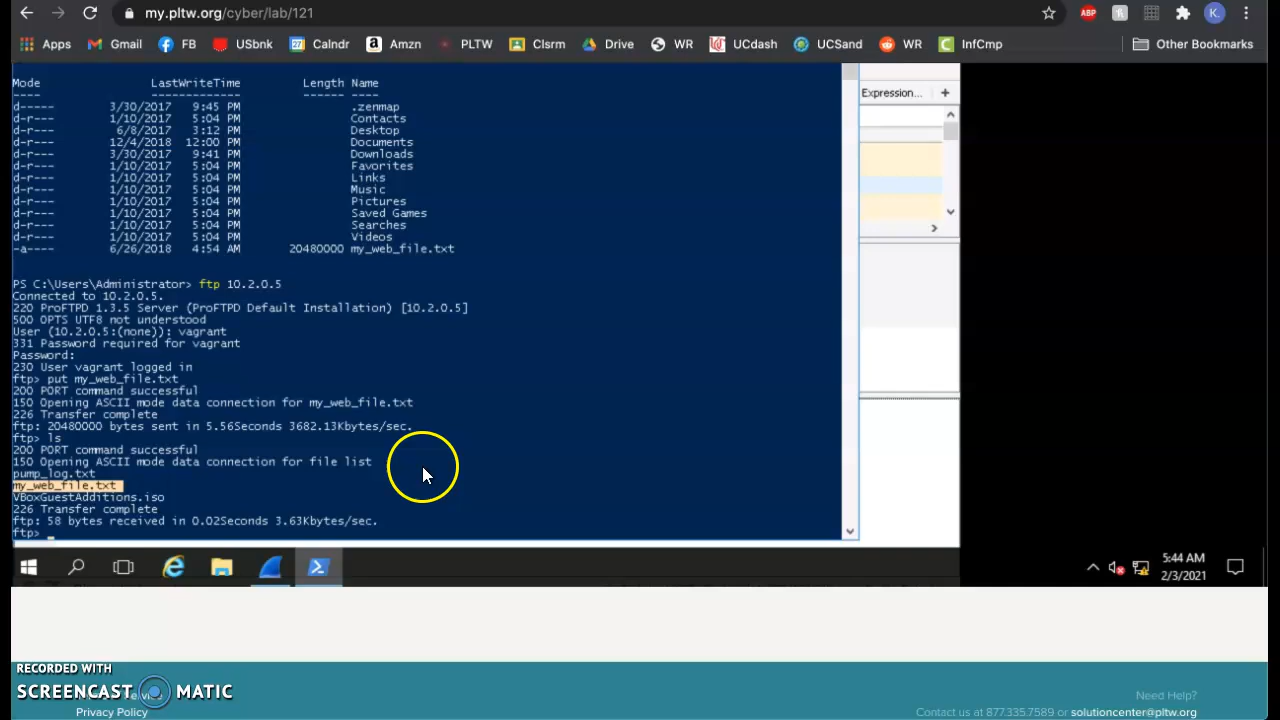 my.pltw.org/cyber/lab/121
ABP
K.
Apps Gmail FB USbnk 27 Calndr a Amzn PLTW Clsrm Drive WR UCdash UCSand WR InfCmp Other Bookmarks
Mode LastWriteTime Length Name
---- ------------- ------ ----
d----- 3/30/2017 9:45 PM .zenmap
d-r--- 1/10/2017 5:04 PM Contacts
d-r--- 6/8/2017 3:12 PM Desktop
d-r--- 12/4/2018 12:00 PM Documents
d-r--- 3/30/2017 9:41 PM Downloads
d-r--- 1/10/2017 5:04 PM Favorites
d-r--- 1/10/2017 5:04 PM Links
d-r--- 1/10/2017 5:04 PM Music
d-r--- 1/10/2017 5:04 PM Pictures
d-r--- 1/10/2017 5:04 PM Saved Games
d-r--- 1/10/2017 5:04 PM Searches
d-r--- 1/10/2017 5:04 PM Videos
-a---- 6/26/2018 4:54 AM 20480000 my_web_file.txt
Expression... +
PS C:\Users\Administrator> ftp 10.2.0.5
Connected to 10.2.0.5.
220 ProFTPD 1.3.5 Server (ProFTPD Default Installation) [10.2.0.5]
500 OPTS UTF8 not understood
User (10.2.0.5:(none)): vagrant
331 Password required for vagrant
Password:
230 User vagrant logged in
ftp> put my_web_file.txt
200 PORT command successful
150 Opening ASCII mode data connection for my_web_file.txt
226 Transfer complete
ftp: 20480000 bytes sent in 5.56Seconds 3682.13Kbytes/sec.
ftp> ls
200 PORT command successful
150 Opening ASCII mode data connection for file list
pump_log.txt
my_web_file.txt
VBoxGuestAdditions.iso
226 Transfer complete
ftp: 58 bytes received in 0.02Seconds 3.63Kbytes/sec.
ftp>
5:44 AM
2/3/2021
RECORDED WITH
SCREENCAST MATIC
Privacy Policy
Need Help?
Contact us at 877.335.7589 or solutioncenter@pltw.org